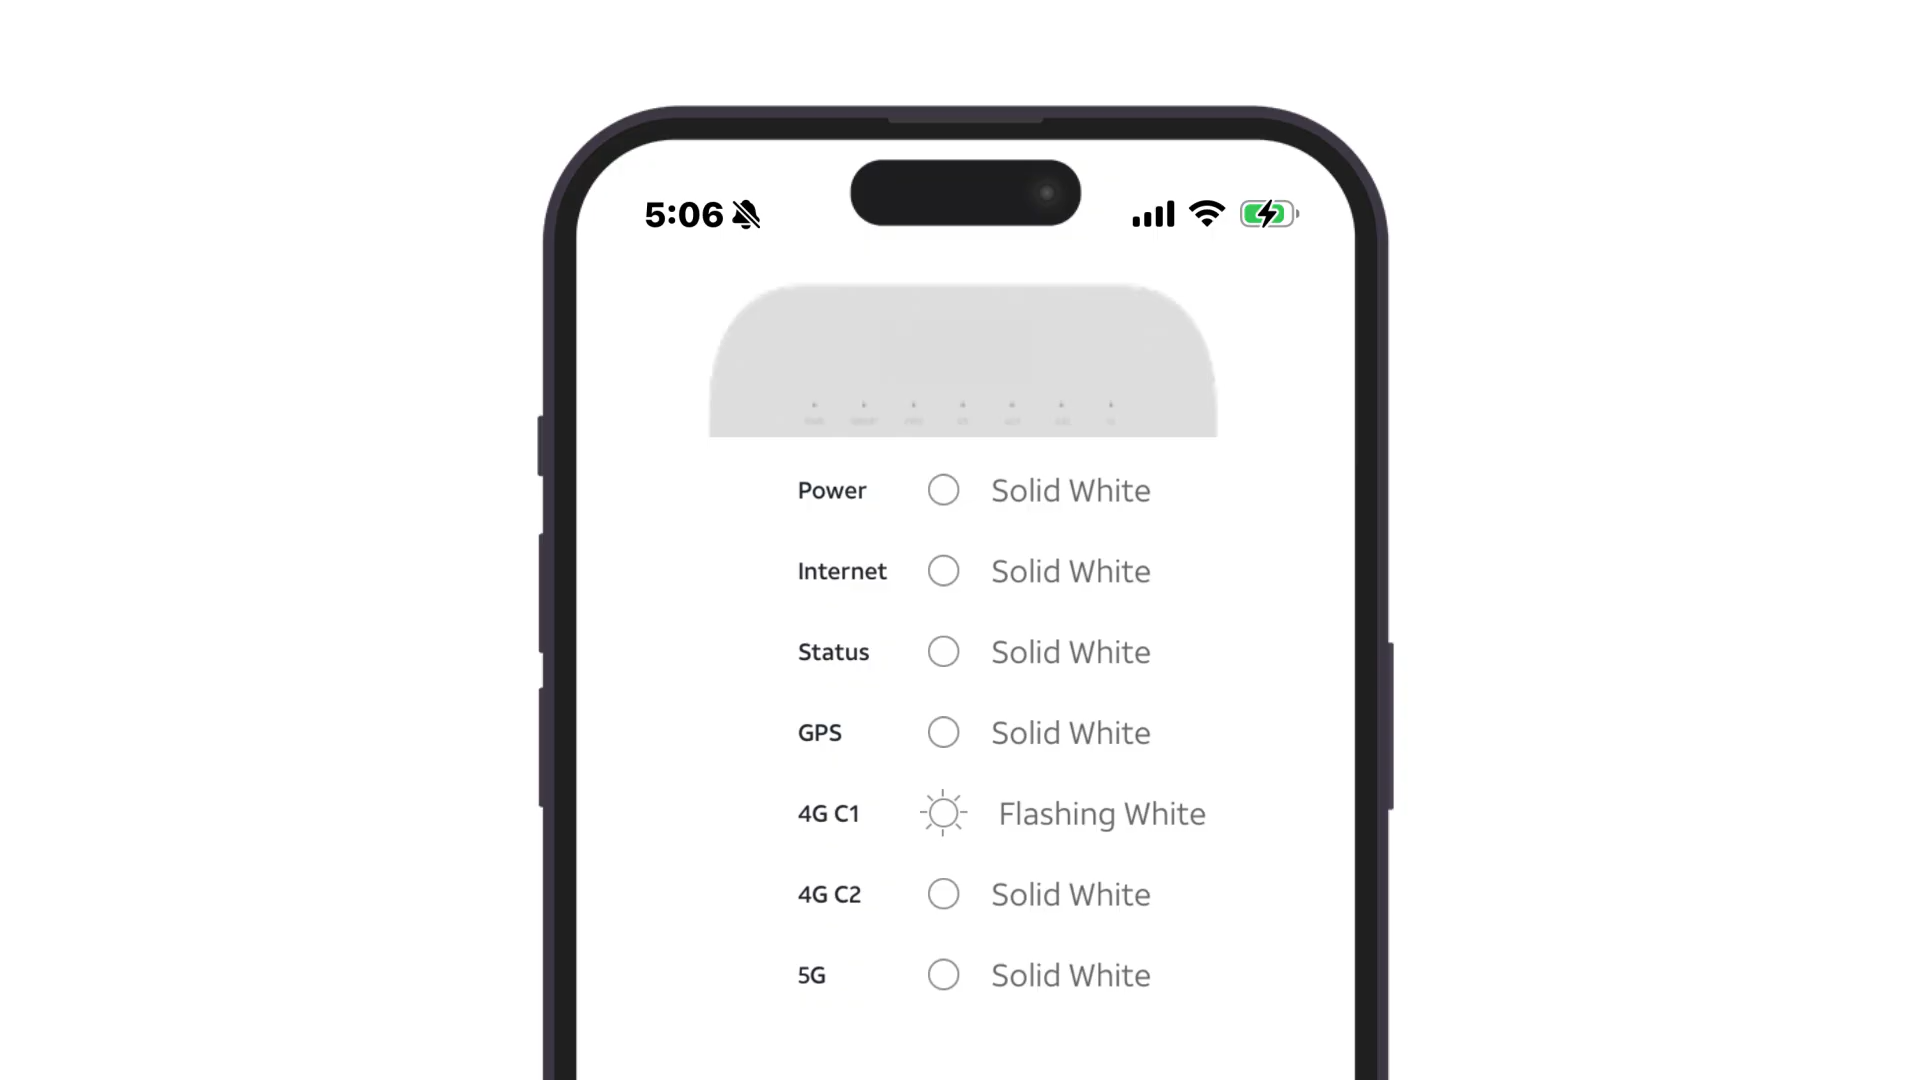 5:06
Power Solid White
Internet Solid White
Status Solid White
GPS Solid White
4G C1 Flashing White
4G C2 Solid White
5G Solid White